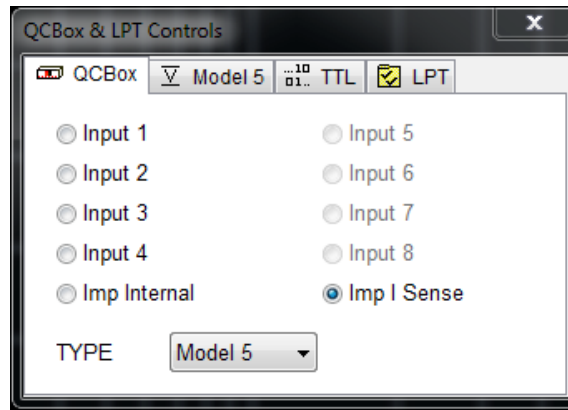 QCBox & LPT Controls
QCBox Model 5 TTL LPT
Input 1 Input 5
Input 2 Input 6
Input 3 Input 7
Input 4 Input 8
Imp Internal Imp I Sense
TYPE Model 5